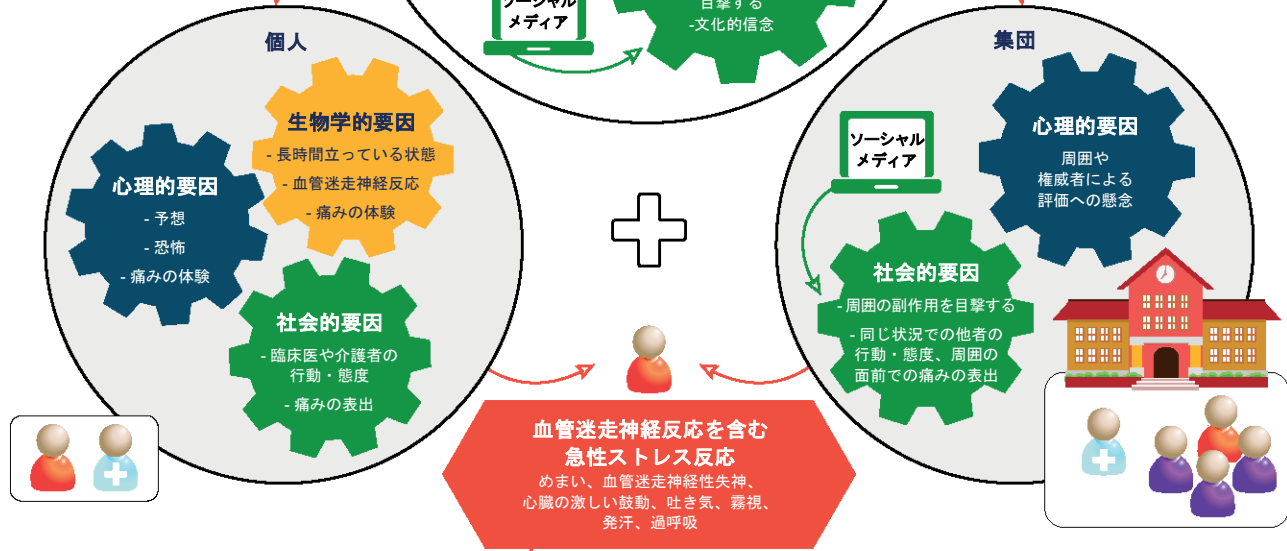 ソーシャル
メディア
目撃する
-文化的信念
個人
生物学的要因
- 長時間立っている状態
- 血管迷走神経反応
- 痛みの体験
心理的要因
- 予想
- 恐怖
- 痛みの体験
社会的要因
- 臨床医や介護者の
行動・態度
- 痛みの表出
集団
心理的要因
周囲や
権威者による
評価への懸念
ソーシャル
メディア
社会的要因
- 周囲の副作用を目撃する
- 同じ状況での他者の
行動・態度、周囲の
面前での痛みの表出
血管迷走神経反応を含む
急性ストレス反応
めまい、血管迷走神経性失神、
心臓の激しい鼓動、吐き気、霧視、
発汗、過呼吸